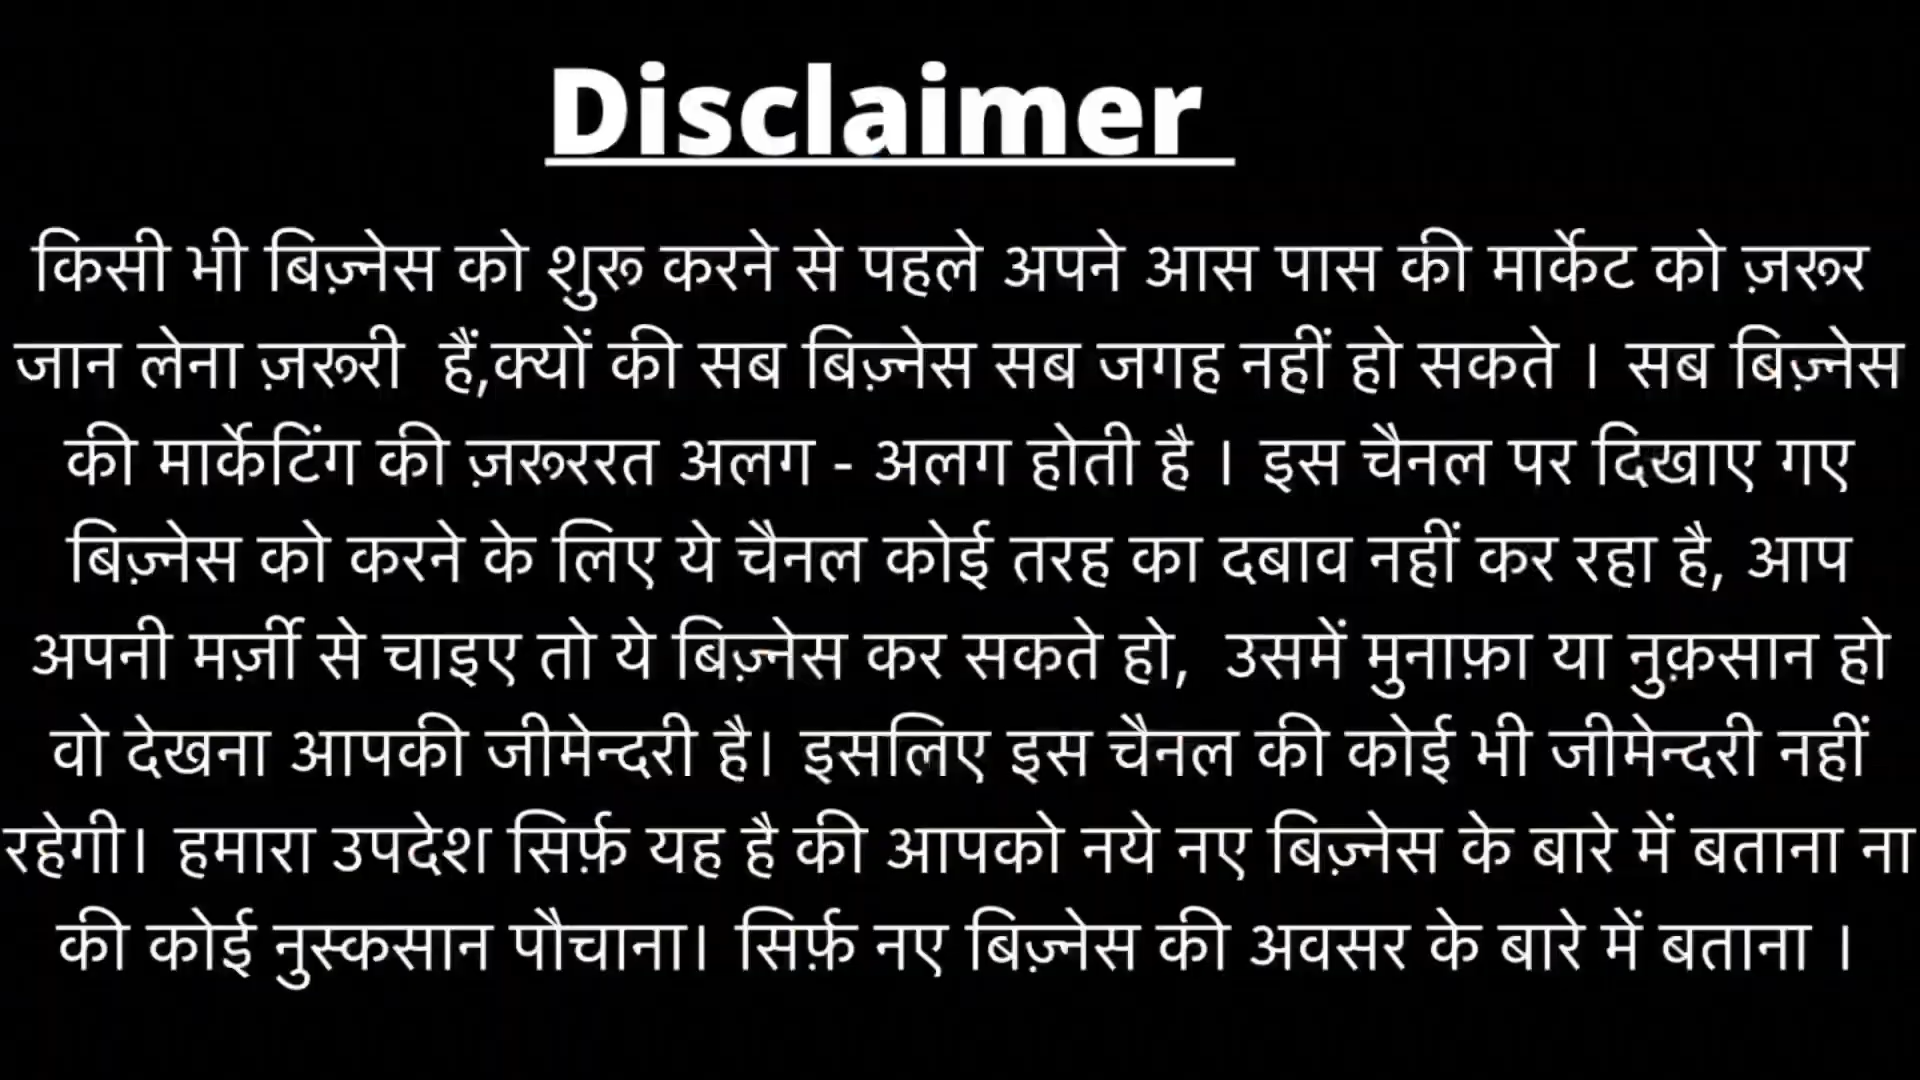 Disclaimer
किसी भी बिज़्नेस को शुरू करने से पहले अपने आस पास की मार्केट को ज़रूर
जान लेना ज़रूरी हैं,क्यों की सब बिज़्नेस सब जगह नहीं हो सकते । सब बिज़्नेस
की मार्केटिंग की ज़रूररत अलग - अलग होती है । इस चैनल पर दिखाए गए
बिज़्नेस को करने के लिए ये चैनल कोई तरह का दबाव नहीं कर रहा है, आप
अपनी मर्ज़ी से चाइए तो ये बिज़्नेस कर सकते हो, उसमें मुनाफ़ा या नुक़सान हो
वो देखना आपकी जीमेन्दरी है। इसलिए इस चैनल की कोई भी जीमेन्दरी नहीं
रहेगी। हमारा उपदेश सिर्फ़ यह है की आपको नये नए बिज़्नेस के बारे में बताना ना
की कोई नुस्कसान पौचाना। सिर्फ़ नए बिज़्नेस की अवसर के बारे में बताना ।